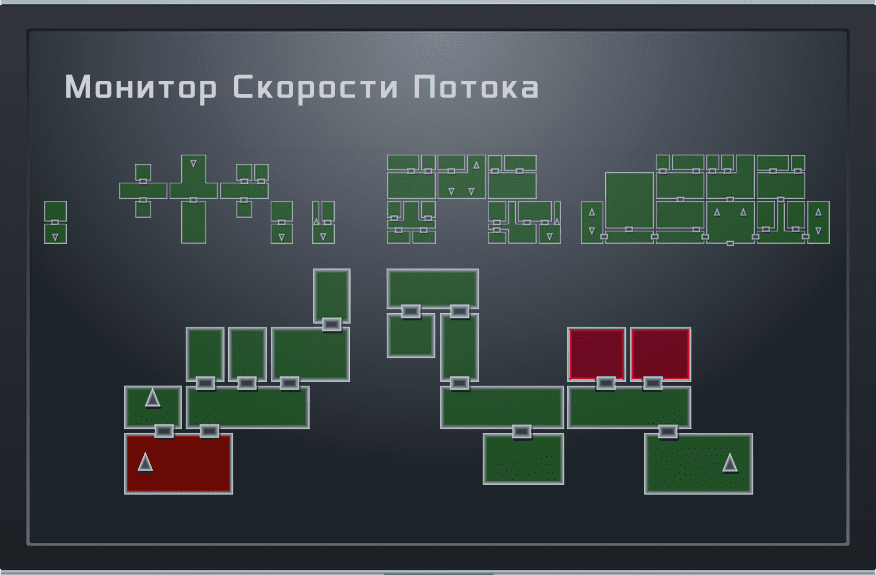 Монитор Скорости Потока